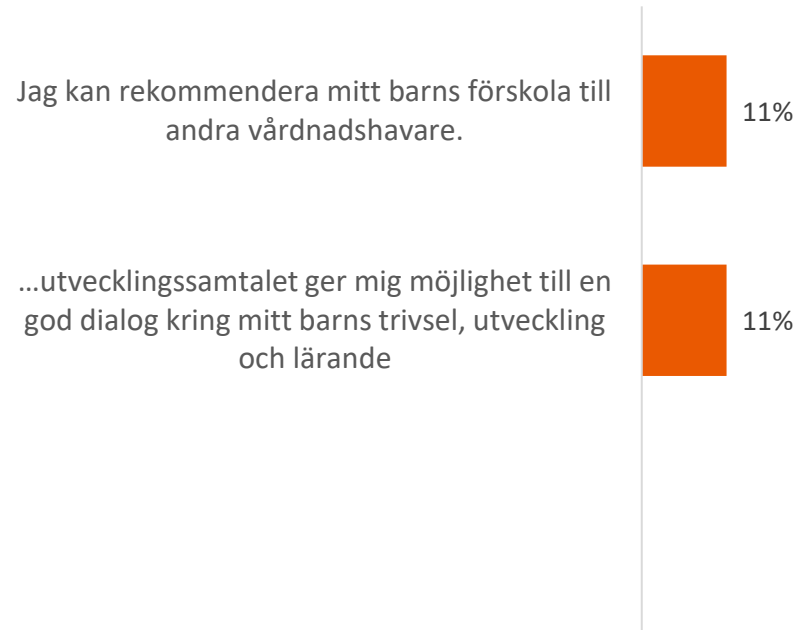 Jag kan rekommendera mitt barns förskola till
andra vårdnadshavare.
11%
…utvecklingssamtalet ger mig möjlighet till en
god dialog kring mitt barns trivsel, utveckling
och lärande
11%